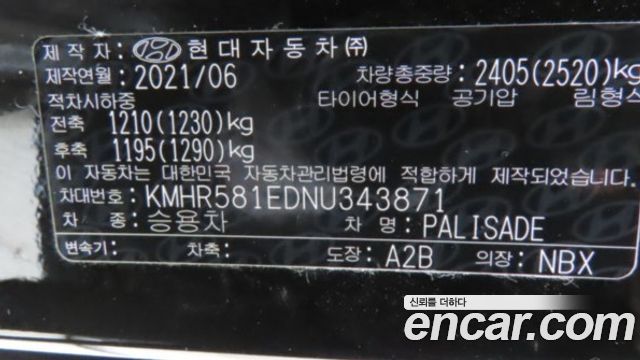 제작자: 현대자동차㈜
제작연월: 2021/06 차량총중량: 2405(2520)kg
적차시하중 타이어형식 공기압 림형식
전축 1210(1230)kg
후축 1195(1290)kg
이 자동차는 대한민국 자동차관리법령에 적합하게 제작되었습니다
차대번호: KMHR581EDNU343871
차 종: 승용차 차 명: PALISADE
변속기: 차축: 도장: A2B 의장: NBX
신뢰를 더하다
encar.com